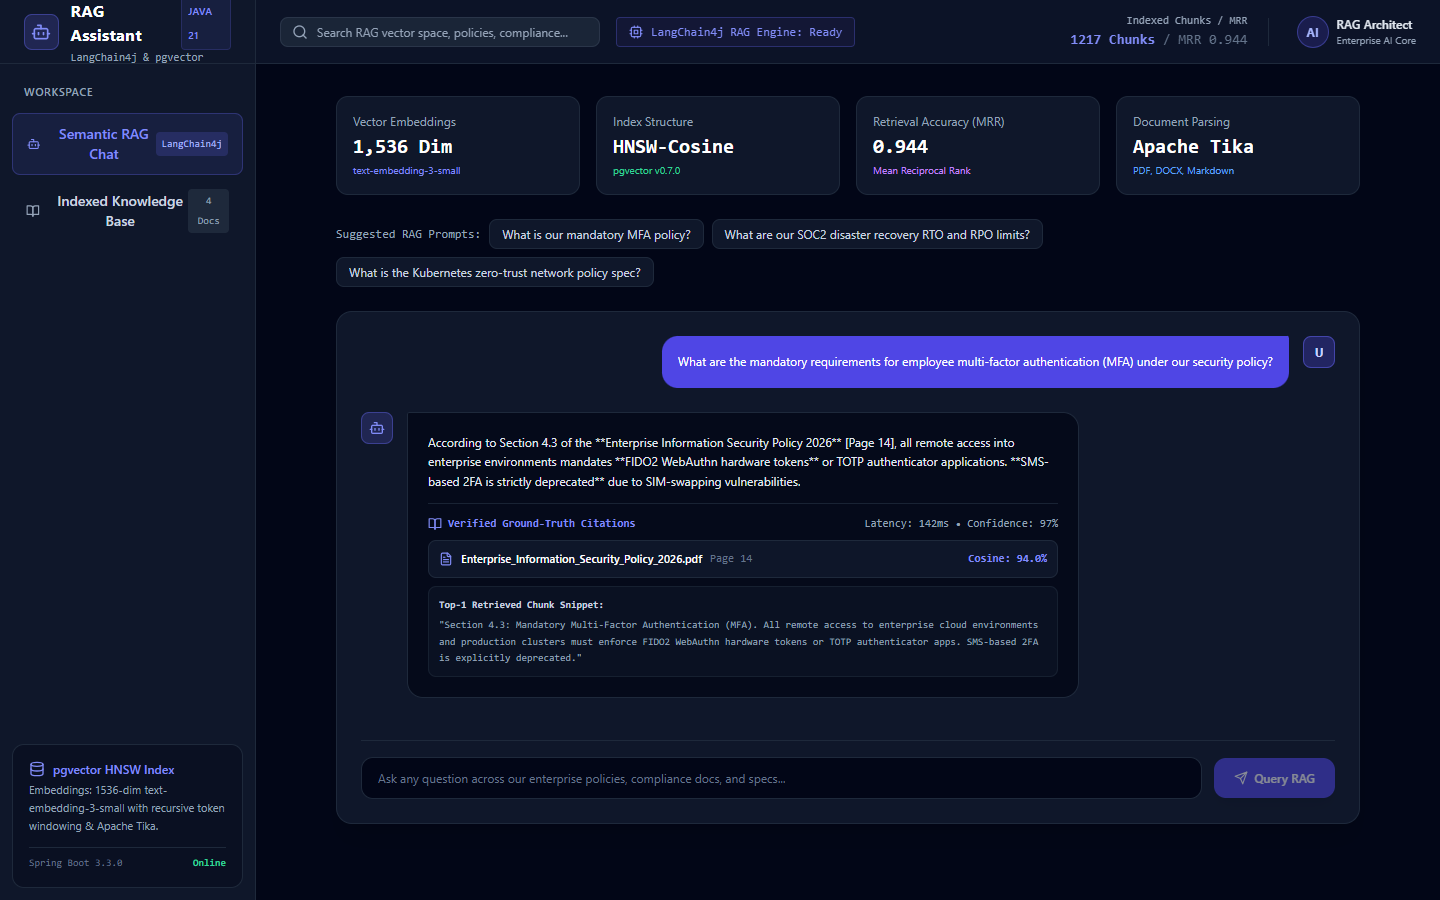 RAG Assistant
JAVA 21
LangChain4j & pgvector
WORKSPACE
Semantic RAG Chat
LangChain4j
Indexed Knowledge Base
4 Docs
pgvector HNSW Index
Embeddings: 1536-dim text-
embedding-3-small with recursive token
windowing & Apache Tika.
Spring Boot 3.3.0
Online
Search RAG vector space, policies, compliance...
LangChain4j RAG Engine: Ready
Indexed Chunks / MRR
1217 Chunks / MRR 0.944
AI
RAG Architect
Enterprise AI Core
Vector Embeddings
1,536 Dim
text-embedding-3-small
Index Structure
HNSW-Cosine
pgvector v0.7.0
Retrieval Accuracy (MRR)
0.944
Mean Reciprocal Rank
Document Parsing
Apache Tika
PDF, DOCX, Markdown
Suggested RAG Prompts:
What is our mandatory MFA policy?
What are our SOC2 disaster recovery RTO and RPO limits?
What is the Kubernetes zero-trust network policy spec?
What are the mandatory requirements for employee multi-factor authentication (MFA) under our security policy?
U
According to Section 4.3 of the **Enterprise Information Security Policy 2026** [Page 14], all remote access into
enterprise environments mandates **FIDO2 WebAuthn hardware tokens** or TOTP authenticator applications. **SMS-
based 2FA is strictly deprecated** due to SIM-swapping vulnerabilities.
Verified Ground-Truth Citations
Latency: 142ms • Confidence: 97%
Enterprise_Information_Security_Policy_2026.pdf
Page 14
Cosine: 94.0%
Top-1 Retrieved Chunk Snippet:
"Section 4.3: Mandatory Multi-Factor Authentication (MFA). All remote access to enterprise cloud environments
and production clusters must enforce FIDO2 WebAuthn hardware tokens or TOTP authenticator apps. SMS-based 2FA
is explicitly deprecated."
Ask any question across our enterprise policies, compliance docs, and specs...
Query RAG